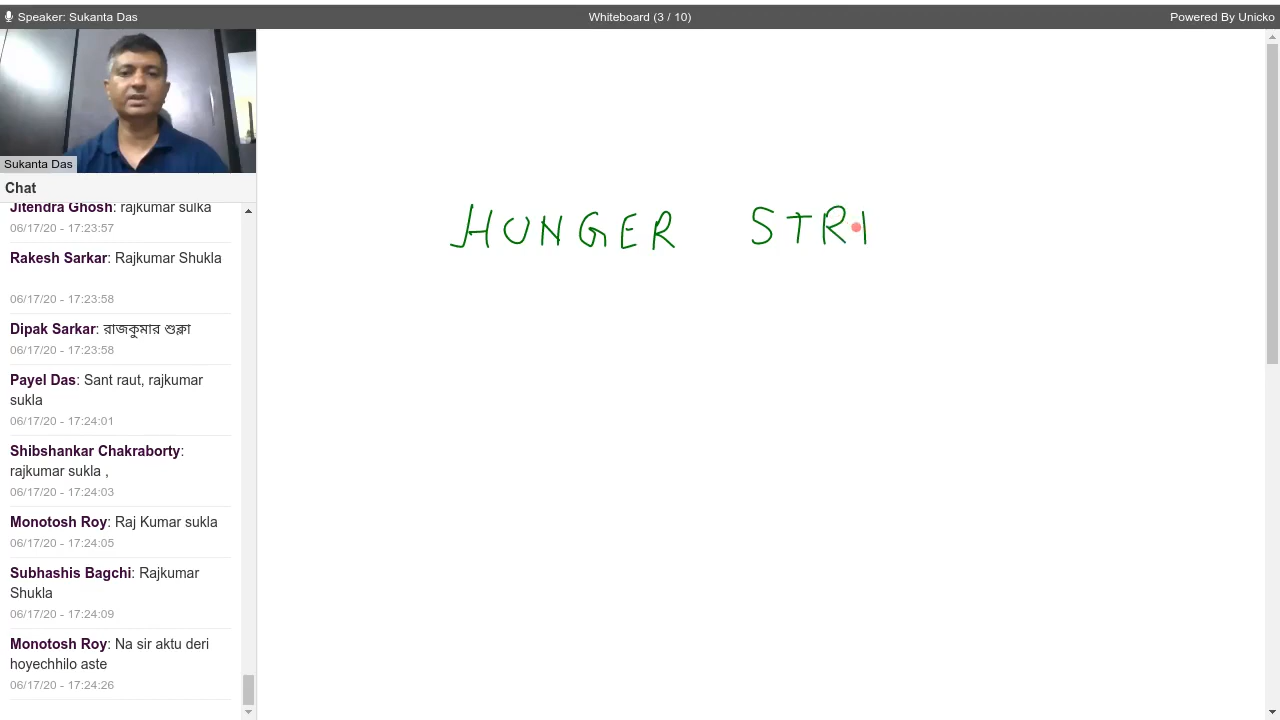 Speaker: Sukanta Das
Whiteboard (3 / 10)
Powered By Unicko
Sukanta Das
Chat
Jitendra Ghosh: rajkumar sulka
06/17/20 - 17:23:57
Rakesh Sarkar: Rajkumar Shukla
06/17/20 - 17:23:58
Dipak Sarkar: রাজকুমার শুক্লা
06/17/20 - 17:23:58
Payel Das: Sant raut, rajkumar
sukla
06/17/20 - 17:24:01
Shibshankar Chakraborty:
rajkumar sukla ,
06/17/20 - 17:24:03
Monotosh Roy: Raj Kumar sukla
06/17/20 - 17:24:05
Subhashis Bagchi: Rajkumar
Shukla
06/17/20 - 17:24:09
Monotosh Roy: Na sir aktu deri
hoyechhilo aste
06/17/20 - 17:24:26
HUNGER STRI